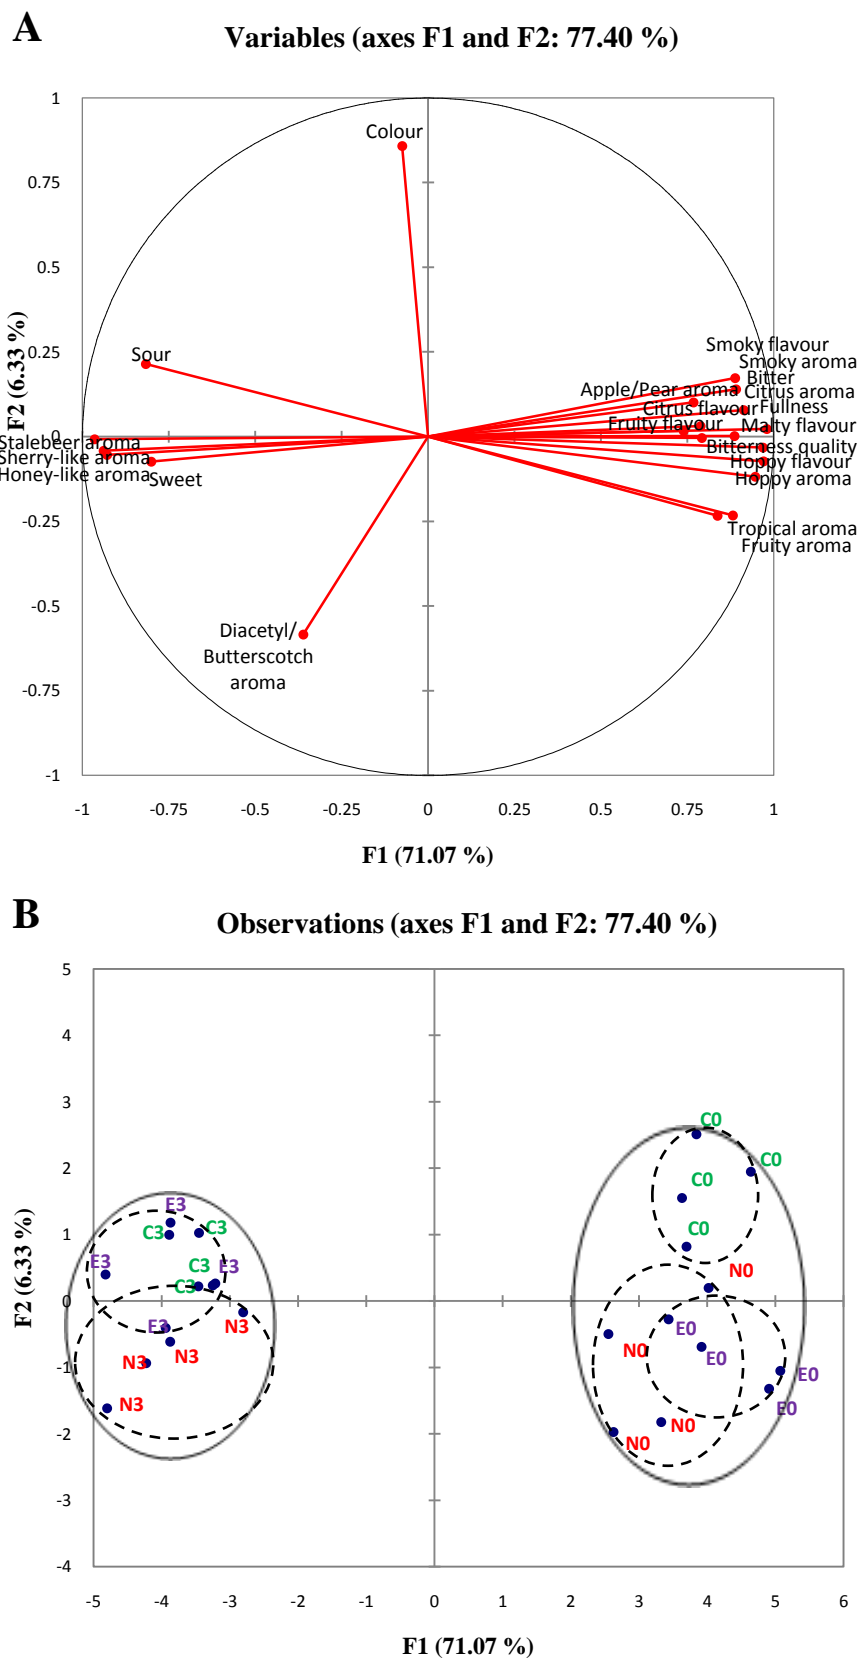 A
Variables (axes F1 and F2: 77.40 %)
1
Colour
0.75
0.5
F2 (6.33 %)
0.25
Sour
Smoky flavour
Smoky aroma
Bitter
Apple/Pear aroma
Citrus aroma
Citrus flavour
Fullness
Fruity flavour
Malty flavour
0
Stalebeer aroma
Bitterness quality
Sherry-like aroma
Hoppy flavour
Honey-like aroma
Sweet
Hoppy aroma
-0.25
Tropical aroma
Fruity aroma
-0.5
Diacetyl/
Butterscotch
aroma
-0.75
-1
-1 -0.75 -0.5 -0.25 0 0.25 0.5 0.75 1
F1 (71.07 %)
B
Observations (axes F1 and F2: 77.40 %)
5
4
3
C0
2
C0
C0
E3
1
C3
C3
C0
E3
C3
E3
N0
F2 (6.33 %)
C3
0
E3
N3
E0
N3
N3
N0
E0
-1
E0
N3
E0
N0
N0
-2
-3
-4
-5 -4 -3 -2 -1 0 1 2 3 4 5 6
F1 (71.07 %)